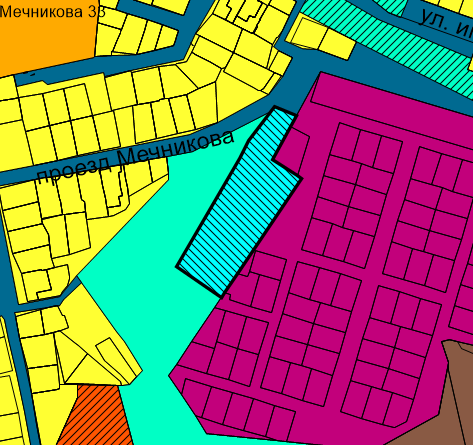 Мечникова 33
ул. и
проезд Мечникова